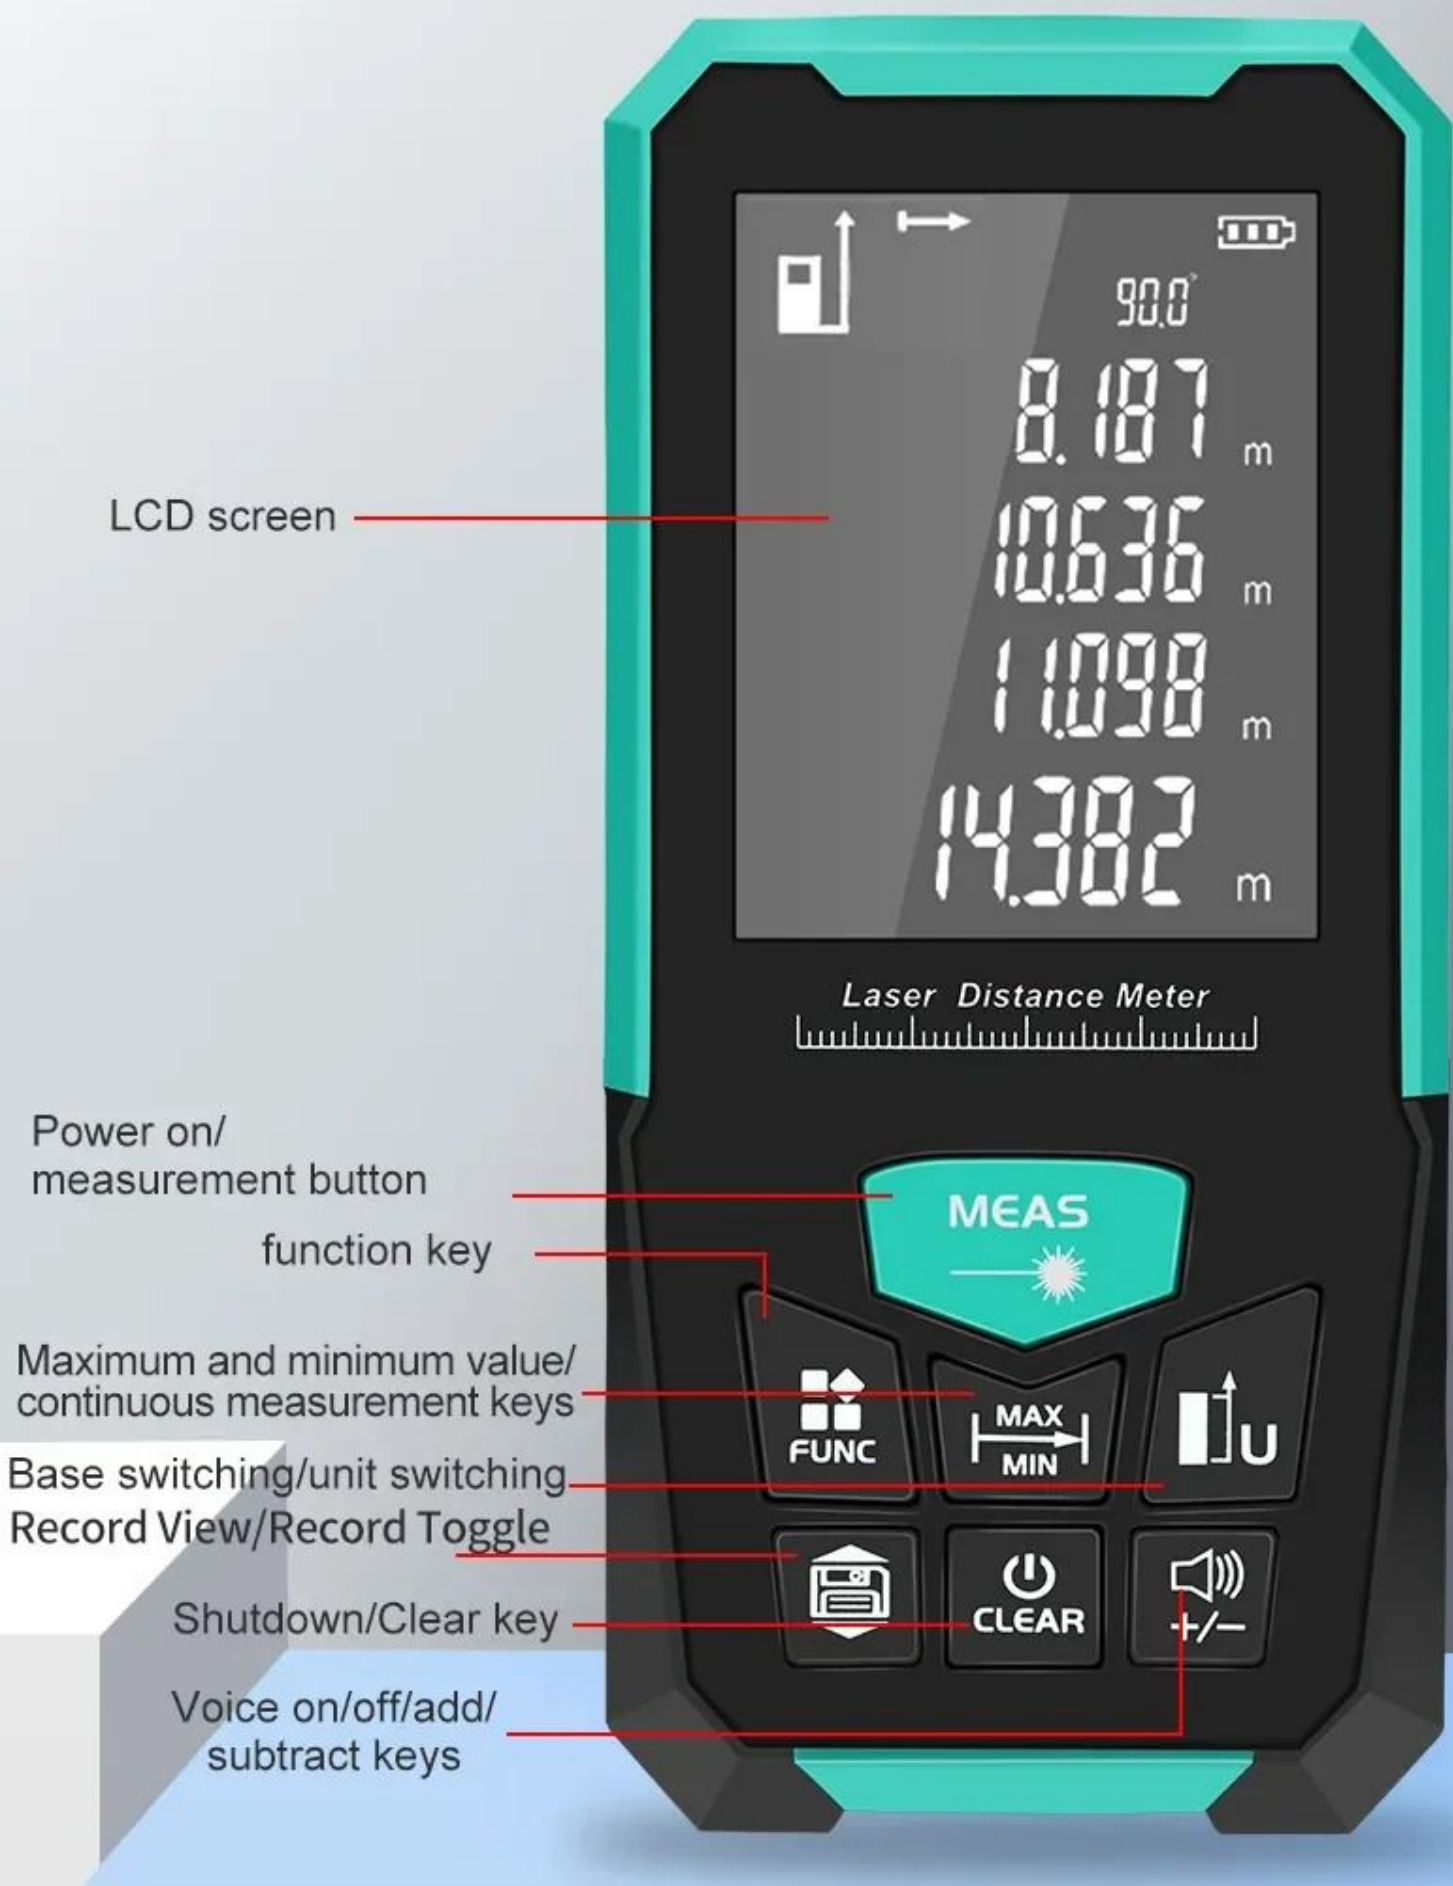 90.0°
8.187 m
10.636 m
LCD screen
11.098 m
14.382 m
Laser Distance Meter
Power on/
measurement button
MEAS
function key
Maximum and minimum value/
continuous measurement keys
FUNC
MAX
MIN
U
Base switching/unit switching
Record View/Record Toggle
CLEAR
+/−
Shutdown/Clear key
Voice on/off/add/
subtract keys